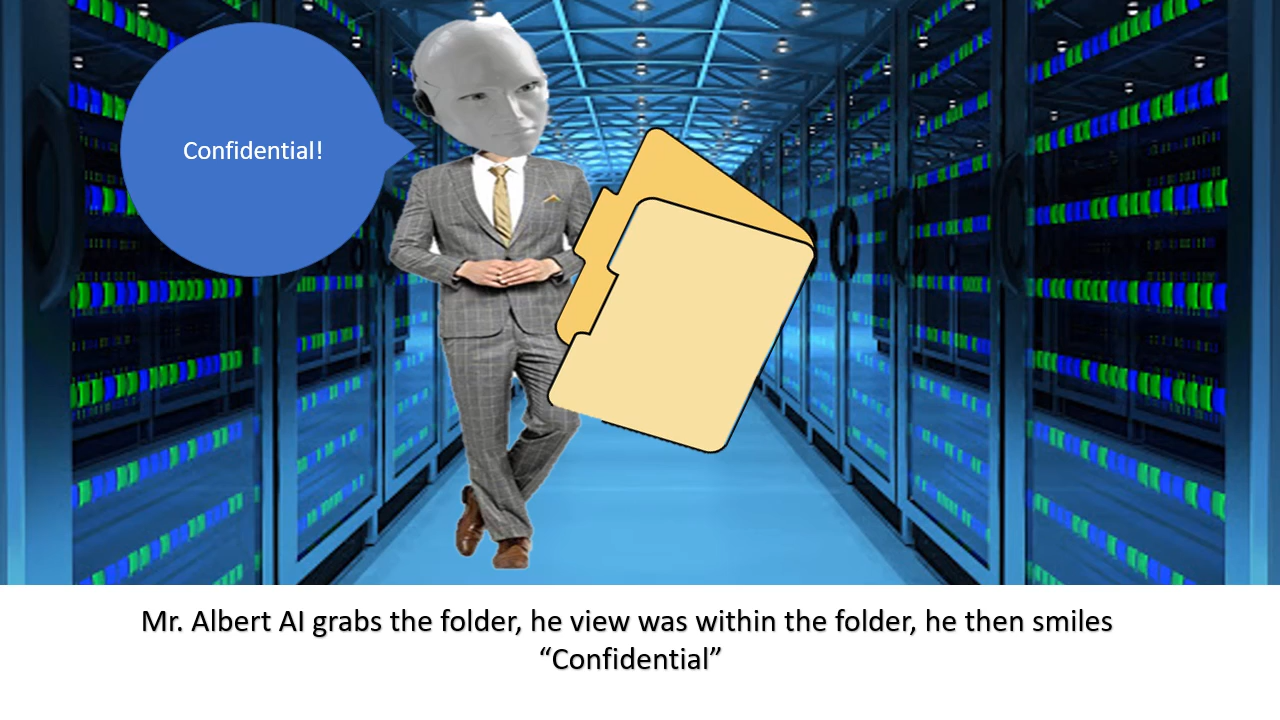 Confidential!
Mr. Albert AI grabs the folder, he view was within the folder, he then smiles
“Confidential”